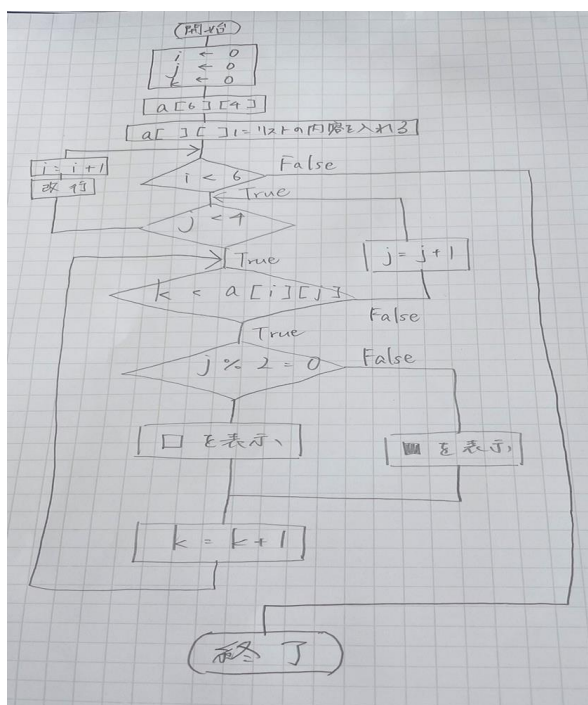 開始
i ← 0
j ← 0
k ← 0
a[6][4]
a[ ][ ]にリストの内容を入れる
i = i+1
改行
i < 6
False
True
j < 4
j = j+1
True
k < a[i][j]
False
True
j % 2 = 0
False
□を表示
■を表示
k = k+1
終了